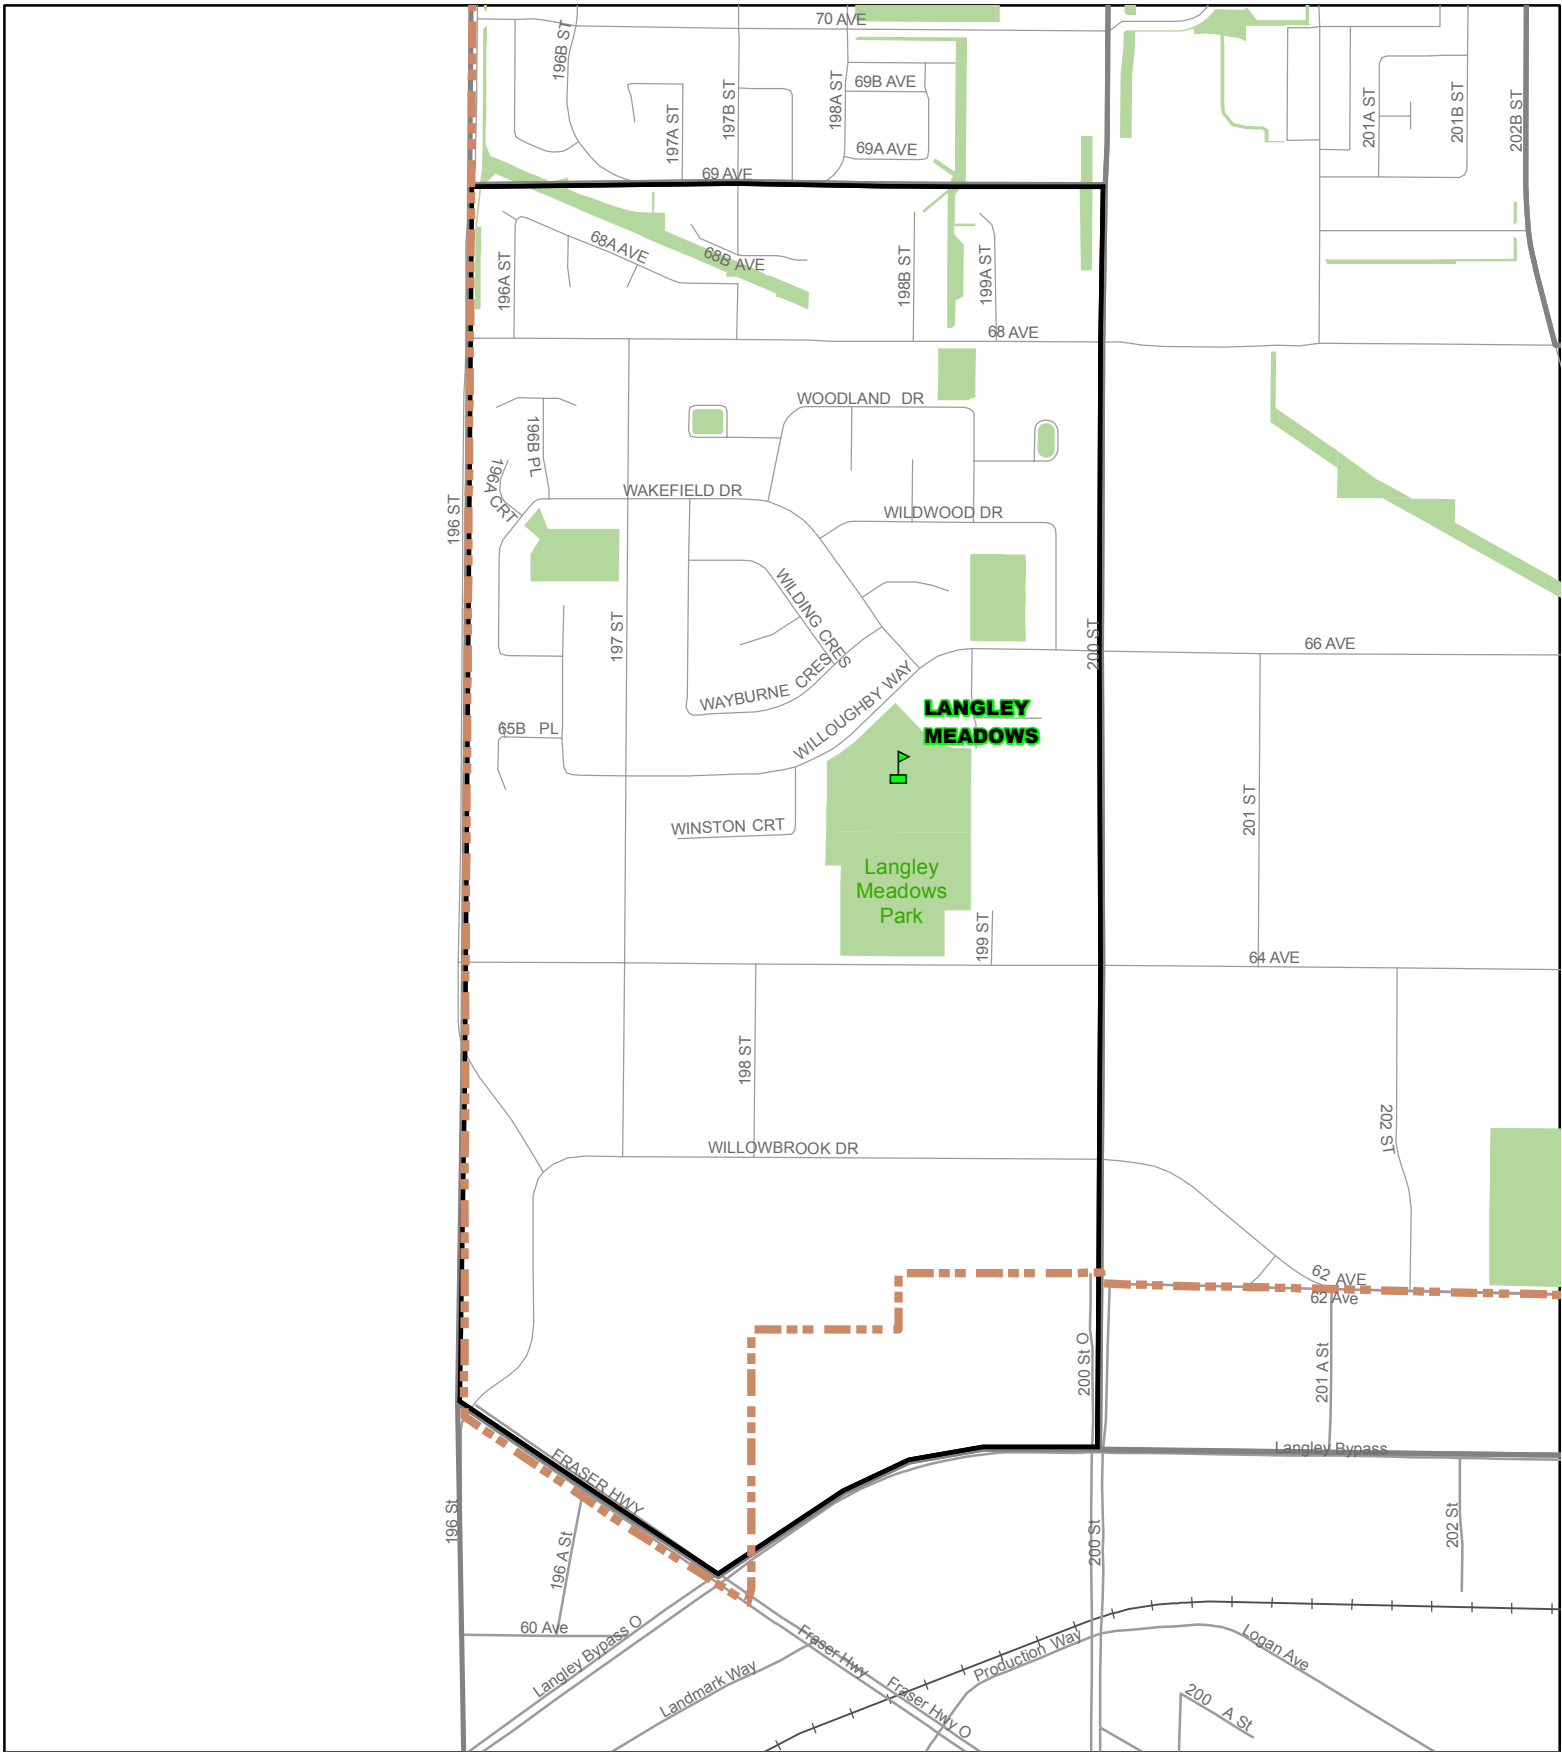 70 AVE
196B ST
197A ST
197B ST
198A ST
69B AVE
69A AVE
201A ST
201B ST
202B ST
69 AVE
68A AVE
68B AVE
196A ST
198B ST
199A ST
68 AVE
WOODLAND DR
196B PL
196A CRT
WAKEFIELD DR
WILDWOOD DR
196 ST
197 ST
WILDING CRES
WAYBURNE CRES
WILLOUGHBY WAY
200 ST
66 AVE
LANGLEY
MEADOWS
65B PL
WINSTON CRT
201 ST
Langley
Meadows
Park
199 ST
64 AVE
198 ST
202 ST
WILLOWBROOK DR
62 AVE
62 Ave
200 St O
201 A St
Langley Bypass
FRASER HWY
196 St
196 A St
200 St
202 St
60 Ave
Langley Bypass O
Landmark Way
Fraser Hwy
Fraser Hwy O
Production Way
Logan Ave
200 A St